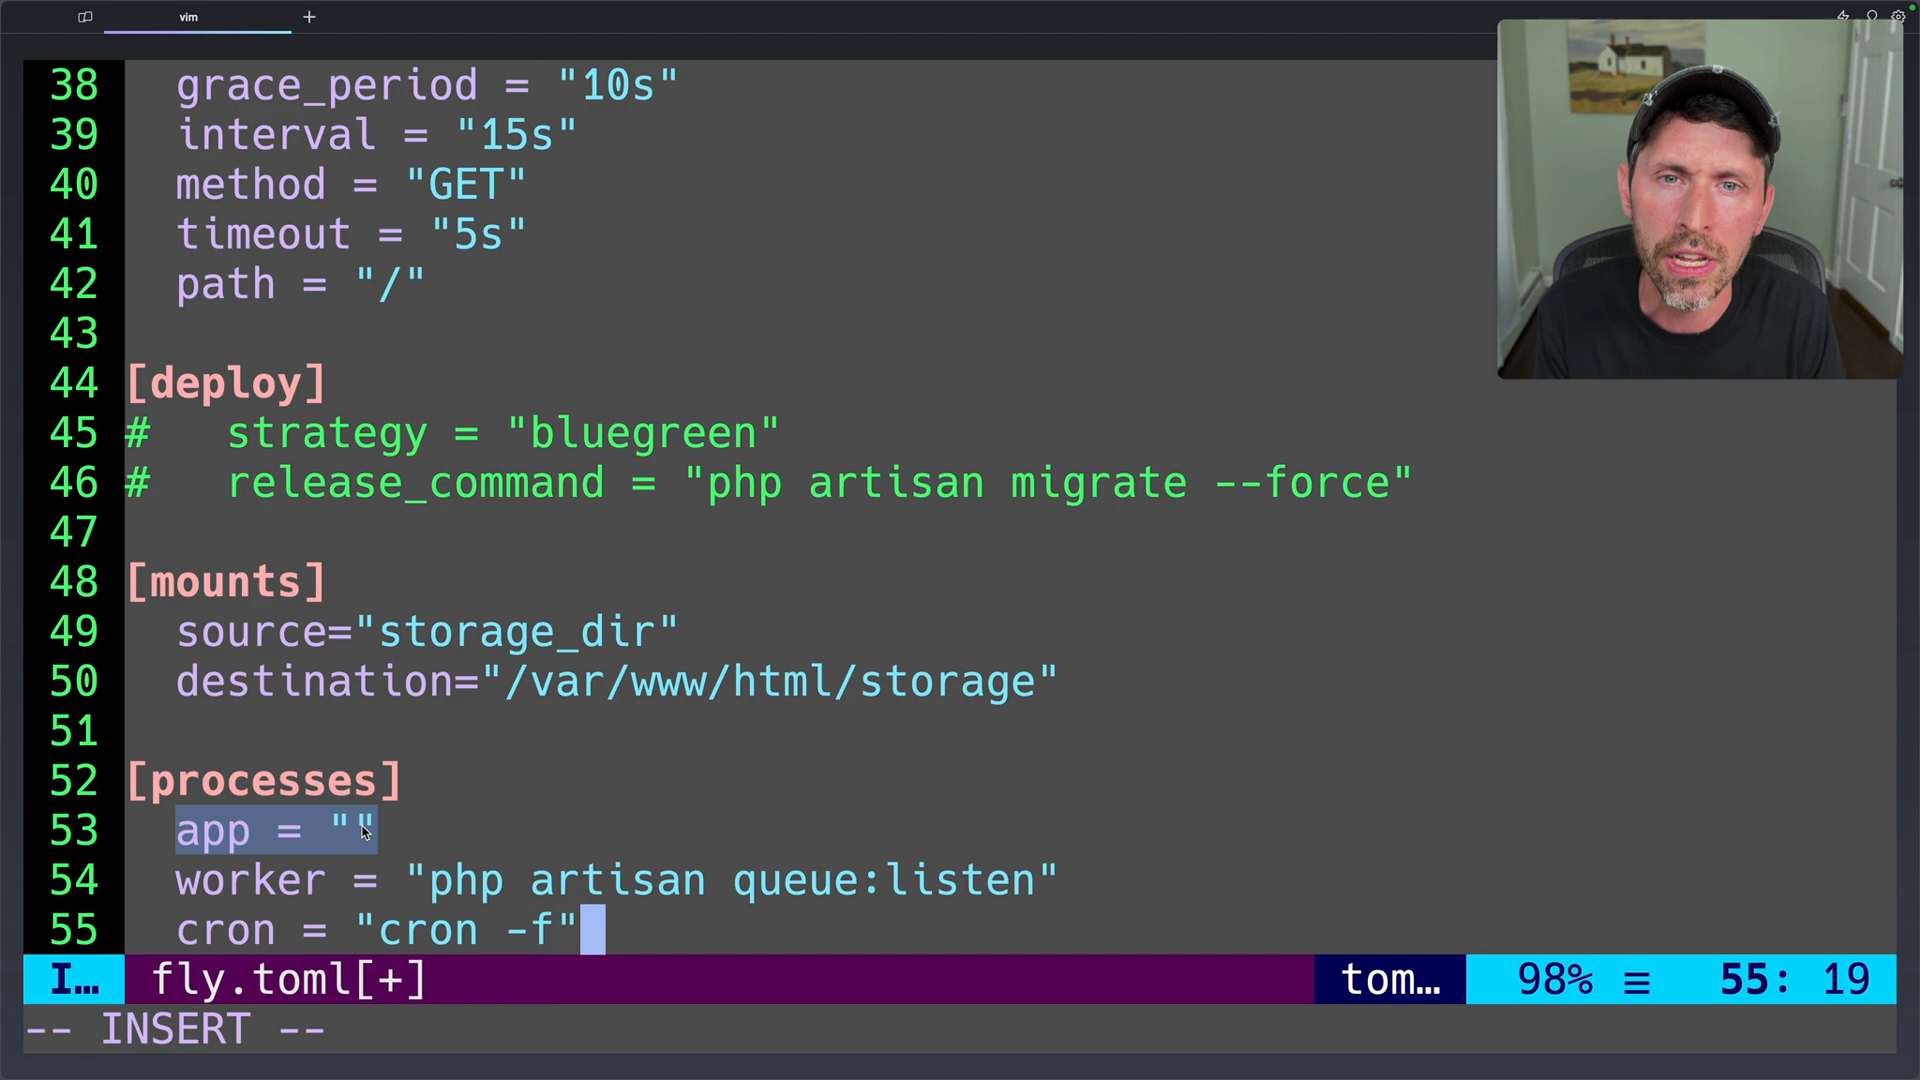 vim
38 grace_period = "10s"
39 interval = "15s"
40 method = "GET"
41 timeout = "5s"
42 path = "/"
43
44 [deploy]
45 #   strategy = "bluegreen"
46 #   release_command = "php artisan migrate --force"
47
48 [mounts]
49 source="storage_dir"
50 destination="/var/www/html/storage"
51
52 [processes]
53 app = ""
54 worker = "php artisan queue:listen"
55 cron = "cron -f"
I… fly.toml[+] tom… 98% ≡ 55: 19
-- INSERT --